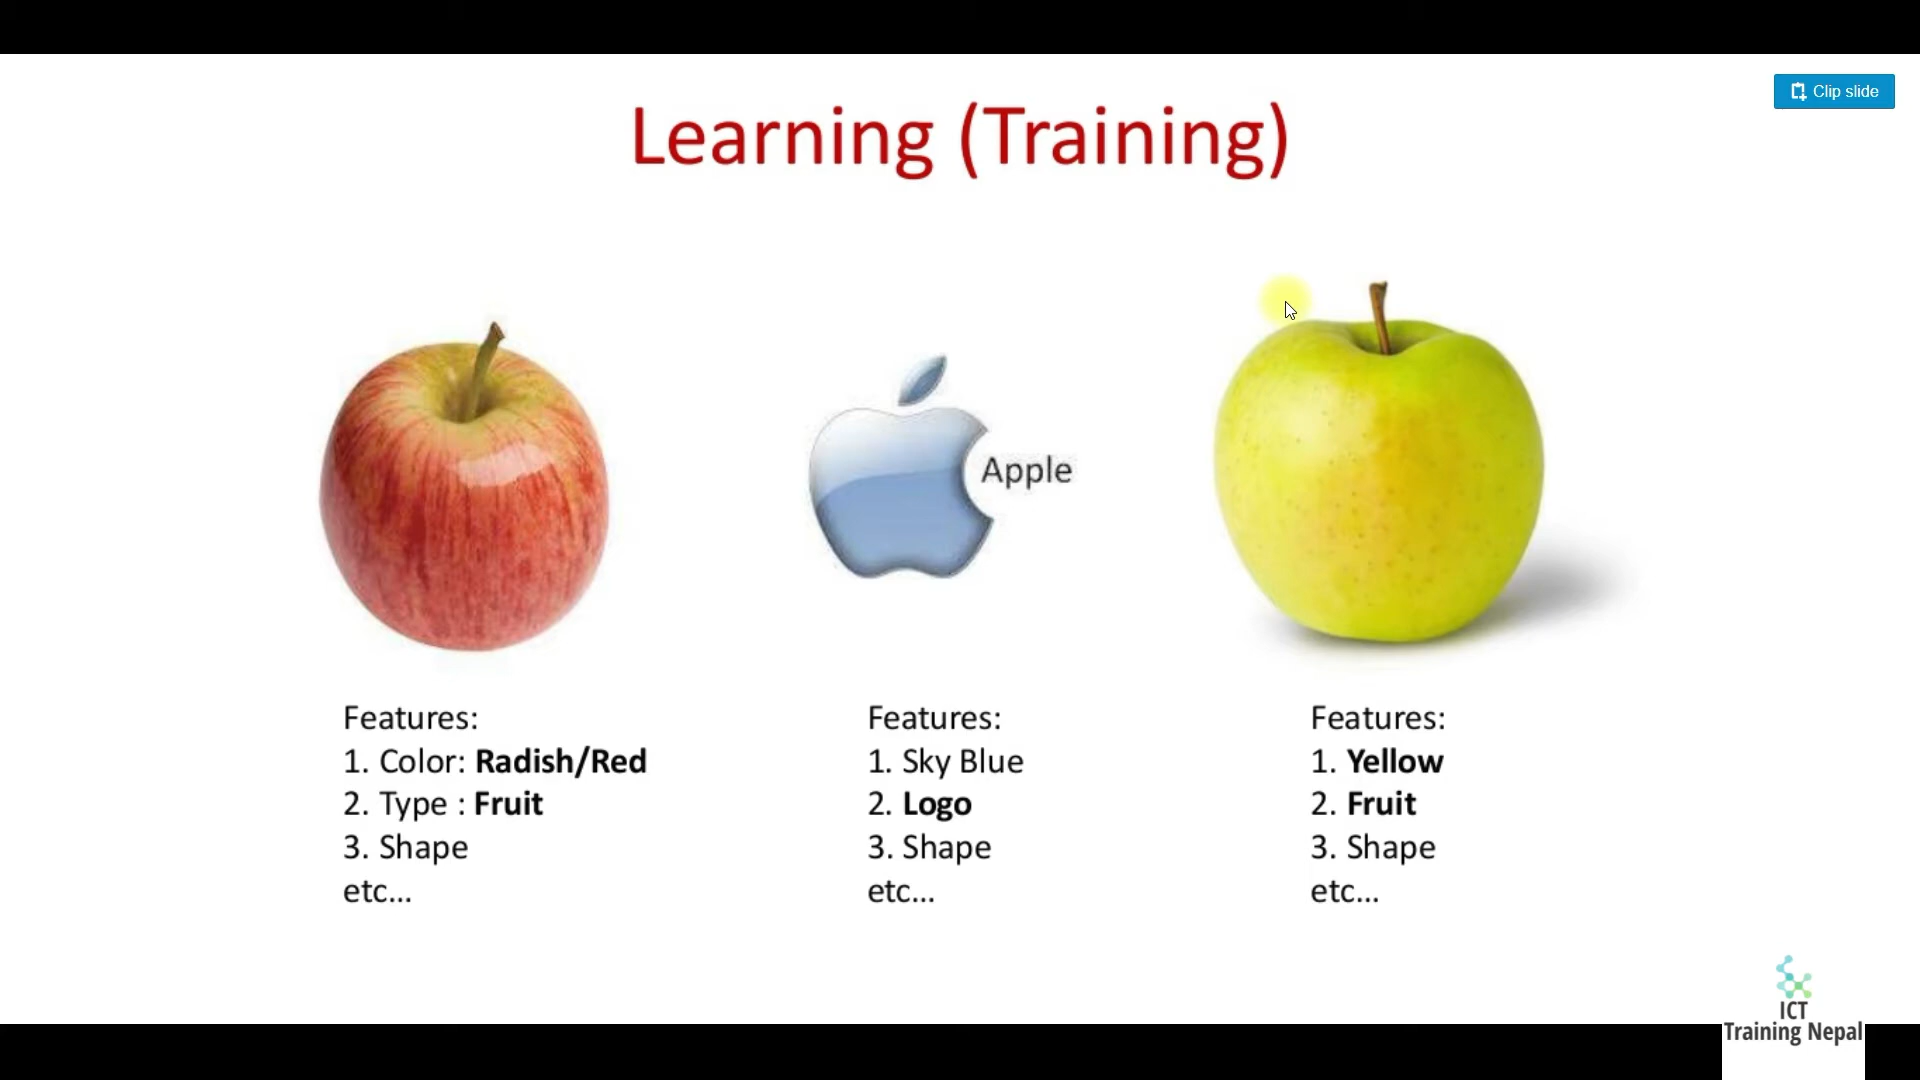 Clip slide
Learning (Training)
Apple
Features:
1. Color: Radish/Red
2. Type : Fruit
3. Shape
etc...
Features:
1. Sky Blue
2. Logo
3. Shape
etc...
Features:
1. Yellow
2. Fruit
3. Shape
etc...
ICT
Training Nepal